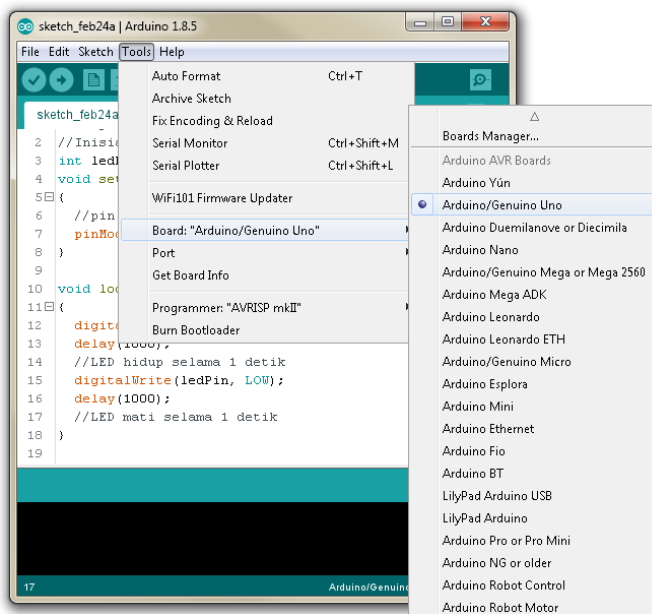 sketch_feb24a | Arduino 1.8.5
File Edit Sketch Tools Help
sketch_feb24a
Auto Format Ctrl+T
Archive Sketch
Fix Encoding & Reload
Serial Monitor Ctrl+Shift+M
Serial Plotter Ctrl+Shift+L
WiFi101 Firmware Updater
Board: "Arduino/Genuino Uno"
Port
Get Board Info
Programmer: "AVRISP mkII"
Burn Bootloader
Boards Manager...
Arduino AVR Boards
Arduino Yún
Arduino/Genuino Uno
Arduino Duemilanove or Diecimila
Arduino Nano
Arduino/Genuino Mega or Mega 2560
Arduino Mega ADK
Arduino Leonardo
Arduino Leonardo ETH
Arduino/Genuino Micro
Arduino Esplora
Arduino Mini
Arduino Ethernet
Arduino Fio
Arduino BT
LilyPad Arduino USB
LilyPad Arduino
Arduino Pro or Pro Mini
Arduino NG or older
Arduino Robot Control
Arduino Robot Motor
2 //Inisia
3 int led
4 void set
5 {
6 //pin
7 pinMo
8 }
9
10 void loo
11 {
12 digita
13 delay(1000);
14 //LED hidup selama 1 detik
15 digitalWrite(ledPin, LOW);
16 delay(1000);
17 //LED mati selama 1 detik
18 }
19
17 Arduino/Genuino